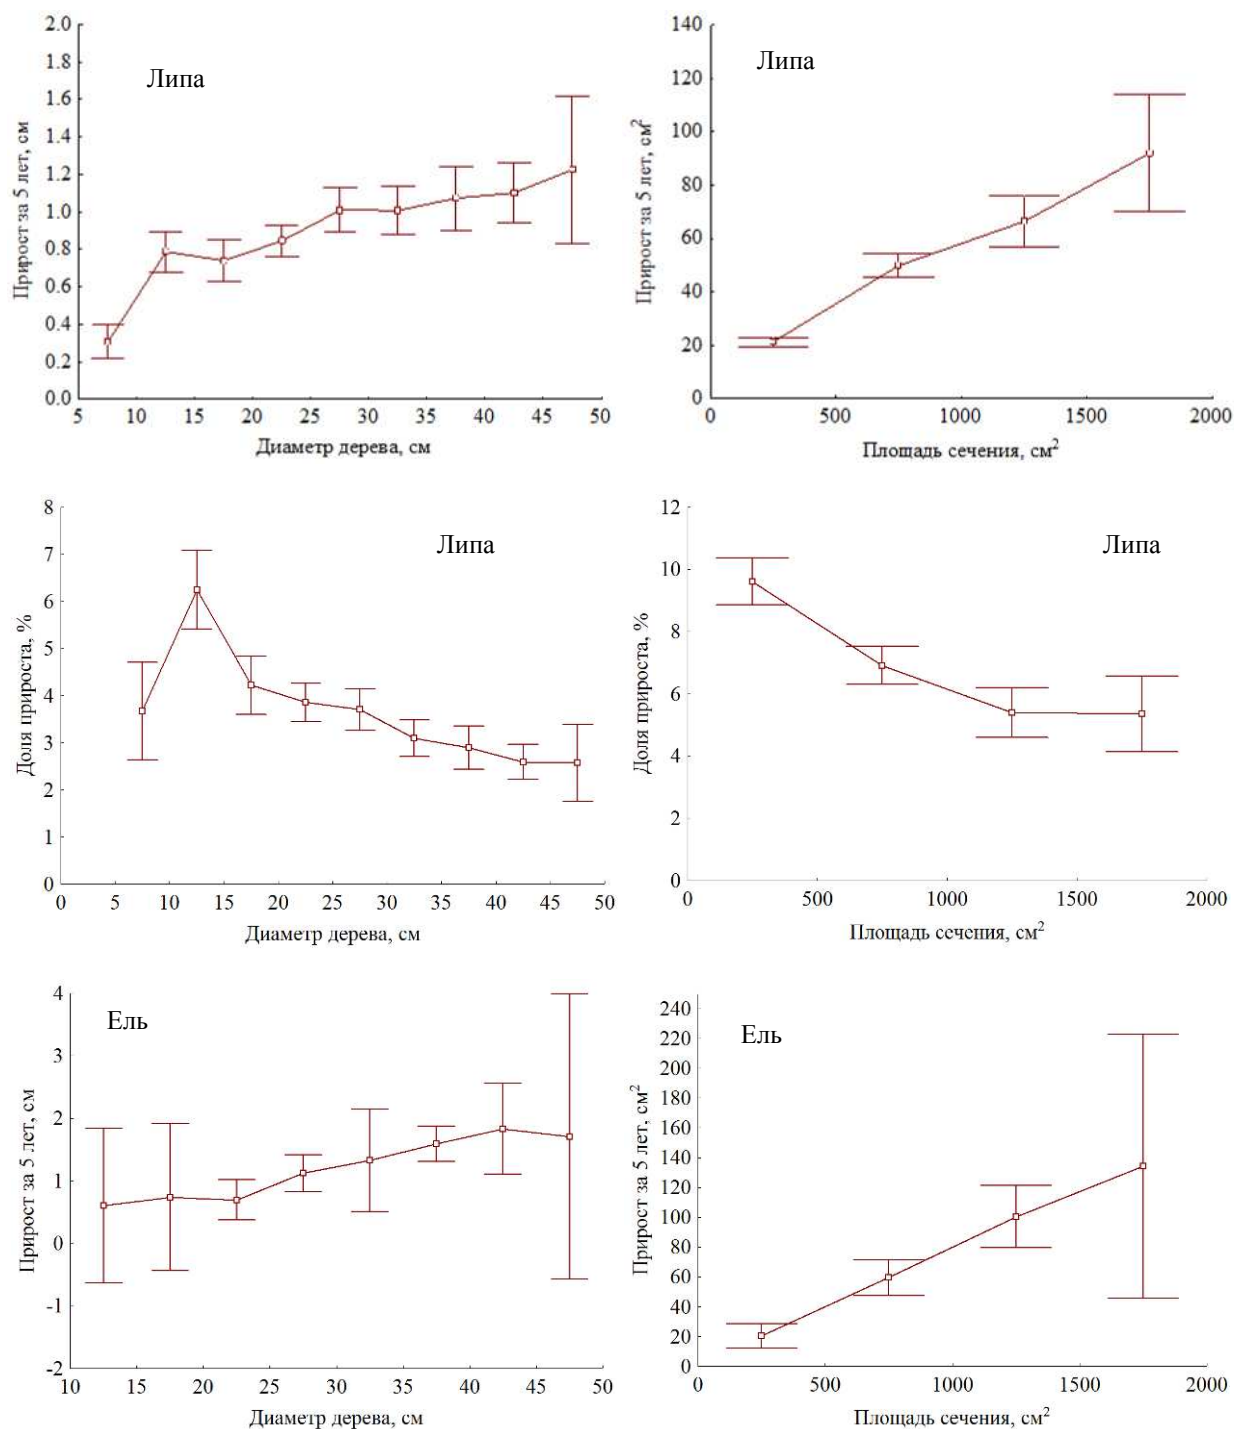 Липа
Прирост за 5 лет, см
2.0
1.8
1.6
1.4
1.2
1.0
0.8
0.6
0.4
0.2
0.0
5 10 15 20 25 30 35 40 45 50
Диаметр дерева, см
Липа
Прирост за 5 лет, см²
140
120
100
80
60
40
20
0
0 500 1000 1500 2000
Площадь сечения, см²
Липа
Доля прироста, %
8
7
6
5
4
3
2
1
0
0 5 10 15 20 25 30 35 40 45 50
Диаметр дерева, см
Липа
Доля прироста, %
12
10
8
6
4
2
0
0 500 1000 1500 2000
Площадь сечения, см²
Ель
Прирост за 5 лет, см
4
3
2
1
0
-1
-2
10 15 20 25 30 35 40 45 50
Диаметр дерева, см
Ель
Прирост за 5 лет, см²
240
220
200
180
160
140
120
100
80
60
40
20
0
0 500 1000 1500 2000
Площадь сечения, см²